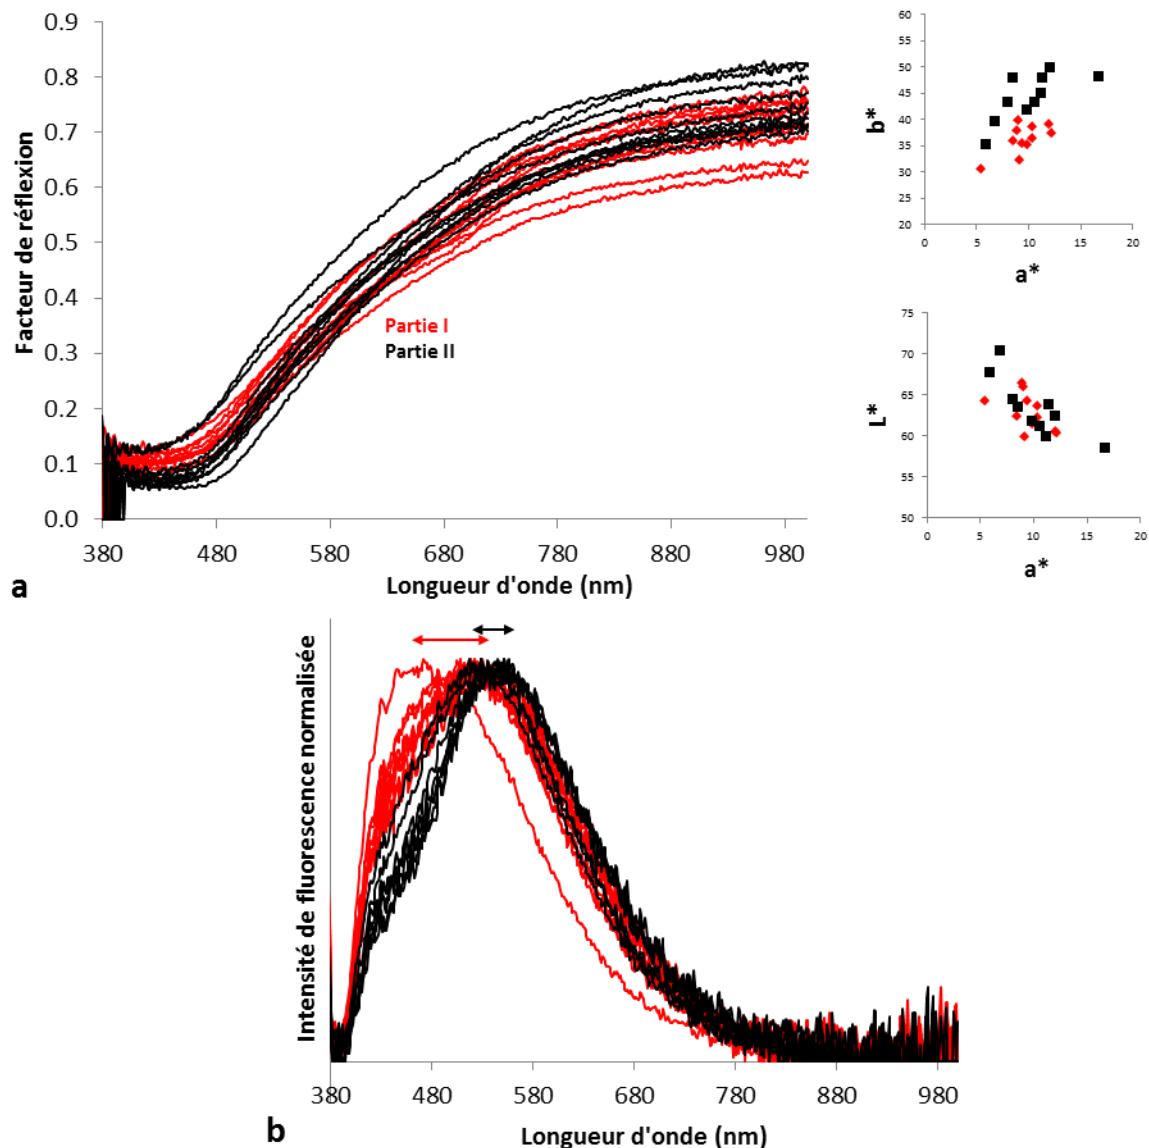 0.9
0.8
0.7
0.6
0.5
0.4
0.3
0.2
0.1
0.0
Facteur de réflexion
Partie I
Partie II
380 480 580 680 780 880 980
Longueur d'onde (nm)
a
60
55
50
45
40
35
30
25
20
b*
0 5 10 15 20
a*
75
70
65
60
55
50
L*
0 5 10 15 20
a*
Intensité de fluorescence normalisée
380 480 580 680 780 880 980
Longueur d'onde (nm)
b